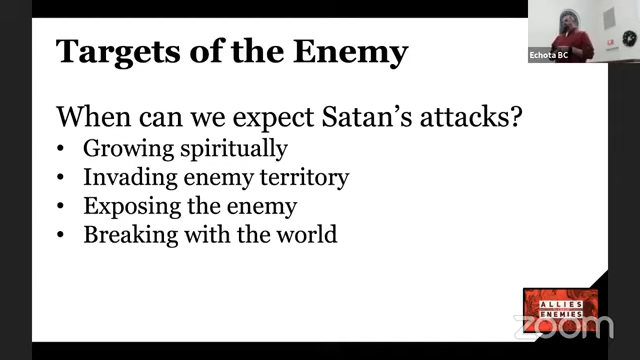 Targets of the Enemy
Echota BC
When can we expect Satan's attacks?
• Growing spiritually
• Invading enemy territory
• Exposing the enemy
• Breaking with the world
ALLIES
ENEMIES
zoom